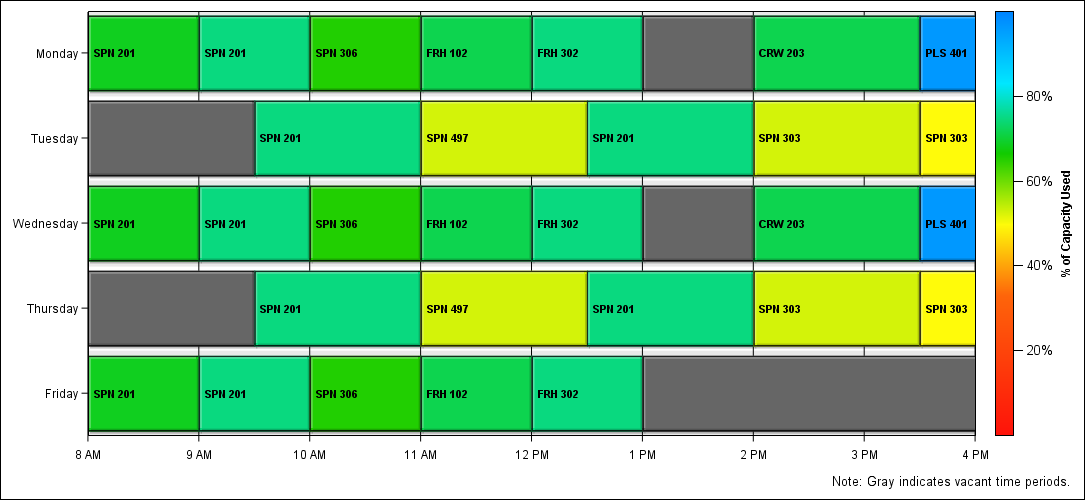 Monday SPN 201 SPN 201 SPN 306 FRH 102 FRH 302 CRW 203 PLS 401
80%
Tuesday SPN 201 SPN 497 SPN 201 SPN 303 SPN 303
60%
Wednesday SPN 201 SPN 201 SPN 306 FRH 102 FRH 302 CRW 203 PLS 401
% of Capacity Used
40%
Thursday SPN 201 SPN 497 SPN 201 SPN 303 SPN 303
20%
Friday SPN 201 SPN 201 SPN 306 FRH 102 FRH 302
8 AM 9 AM 10 AM 11 AM 12 PM 1 PM 2 PM 3 PM 4 PM
Note: Gray indicates vacant time periods.